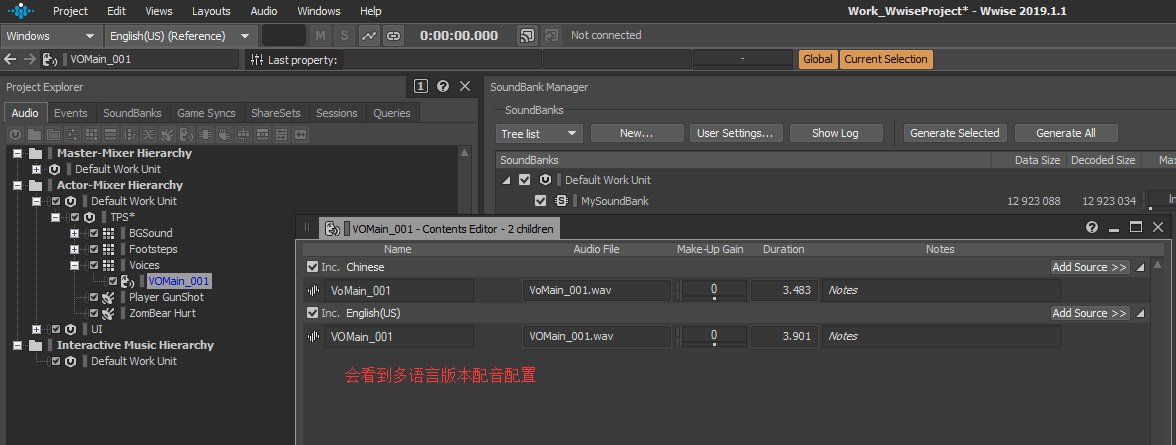 Project Edit Views Layouts Audio Windows Help Work_WwiseProject* - Wwise 2019.1.1
Windows English(US) (Reference) M S 0:00:00.000 Not connected
VOMain_001 Last property: - Global Current Selection
Project Explorer 1 SoundBank Manager
Audio Events SoundBanks Game Syncs ShareSets Sessions Queries
SoundBanks
Tree list New... User Settings... Show Log Generate Selected Generate All
Master-Mixer Hierarchy
Default Work Unit
Actor-Mixer Hierarchy
Default Work Unit
TPS*
BGSound
Footsteps
Voices
VOMain_001
Player GunShot
ZomBear Hurt
UI
Interactive Music Hierarchy
Default Work Unit
SoundBanks Data Size Decoded Size Max
Default Work Unit
MySoundBank 12 923 088 12 923 034 In
VOMain_001 - Contents Editor - 2 children
Name Audio File Make-Up Gain Duration Notes
Inc. Chinese Add Source >>
VoMain_001 VoMain_001.wav 0 3.483 Notes
Inc. English(US) Add Source >>
VOMain_001 VOMain_001.wav 0 3.901 Notes
会看到多语言版本配音配置